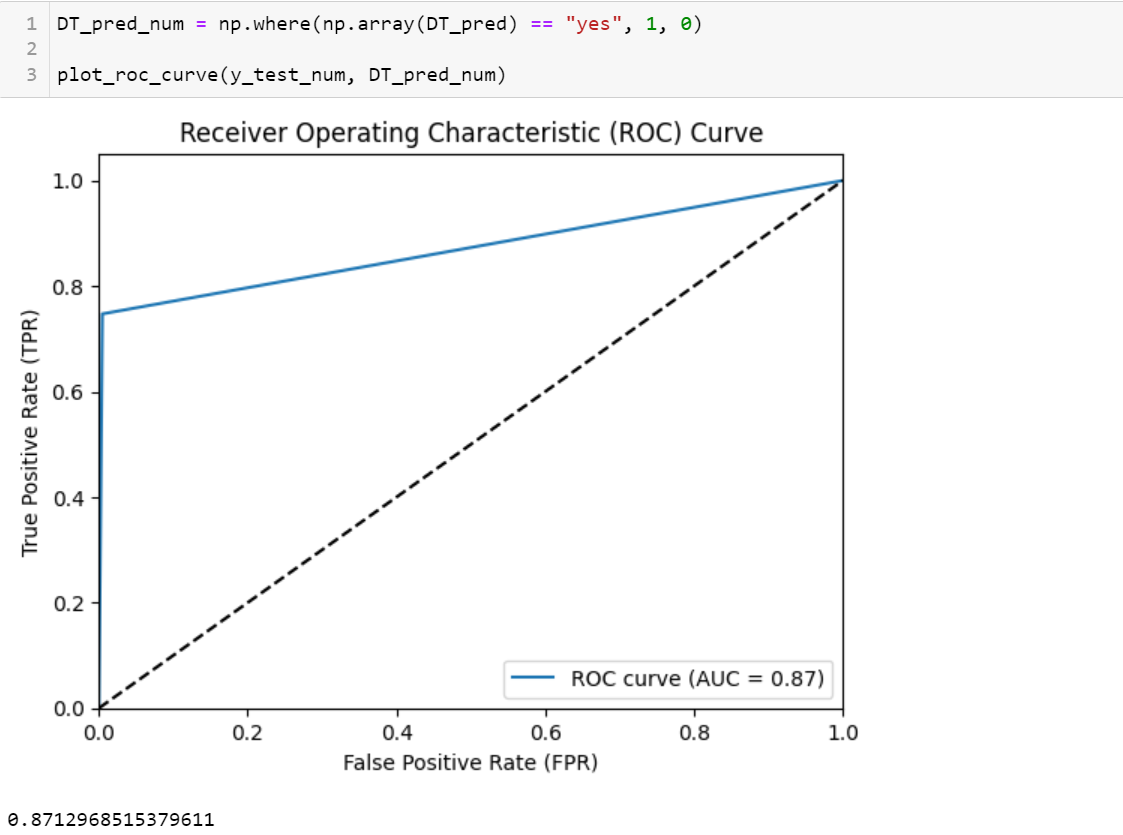 1 DT_pred_num = np.where(np.array(DT_pred) == "yes", 1, 0)
2
3 plot_roc_curve(y_test_num, DT_pred_num)
Receiver Operating Characteristic (ROC) Curve
1.0
0.8
0.6
0.4
0.2
0.0
True Positive Rate (TPR)
ROC curve (AUC = 0.87)
0.0 0.2 0.4 0.6 0.8 1.0
False Positive Rate (FPR)
0.8712968515379611